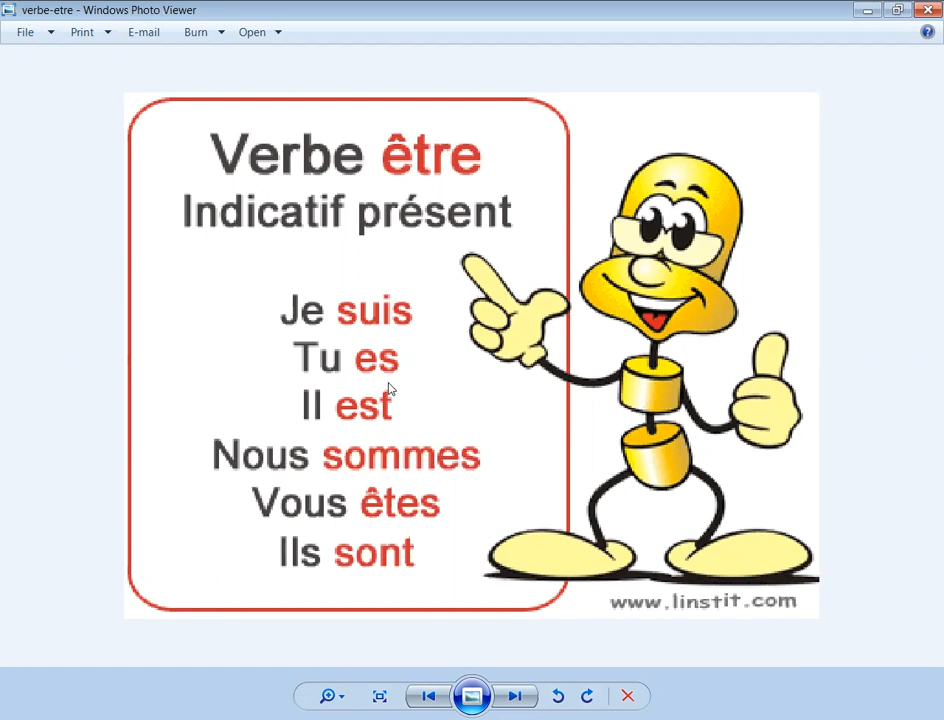 verbe-etre - Windows Photo Viewer
File Print E-mail Burn Open
Verbe être
Indicatif présent
Je suis
Tu es
Il est
Nous sommes
Vous êtes
Ils sont
www.linstit.com